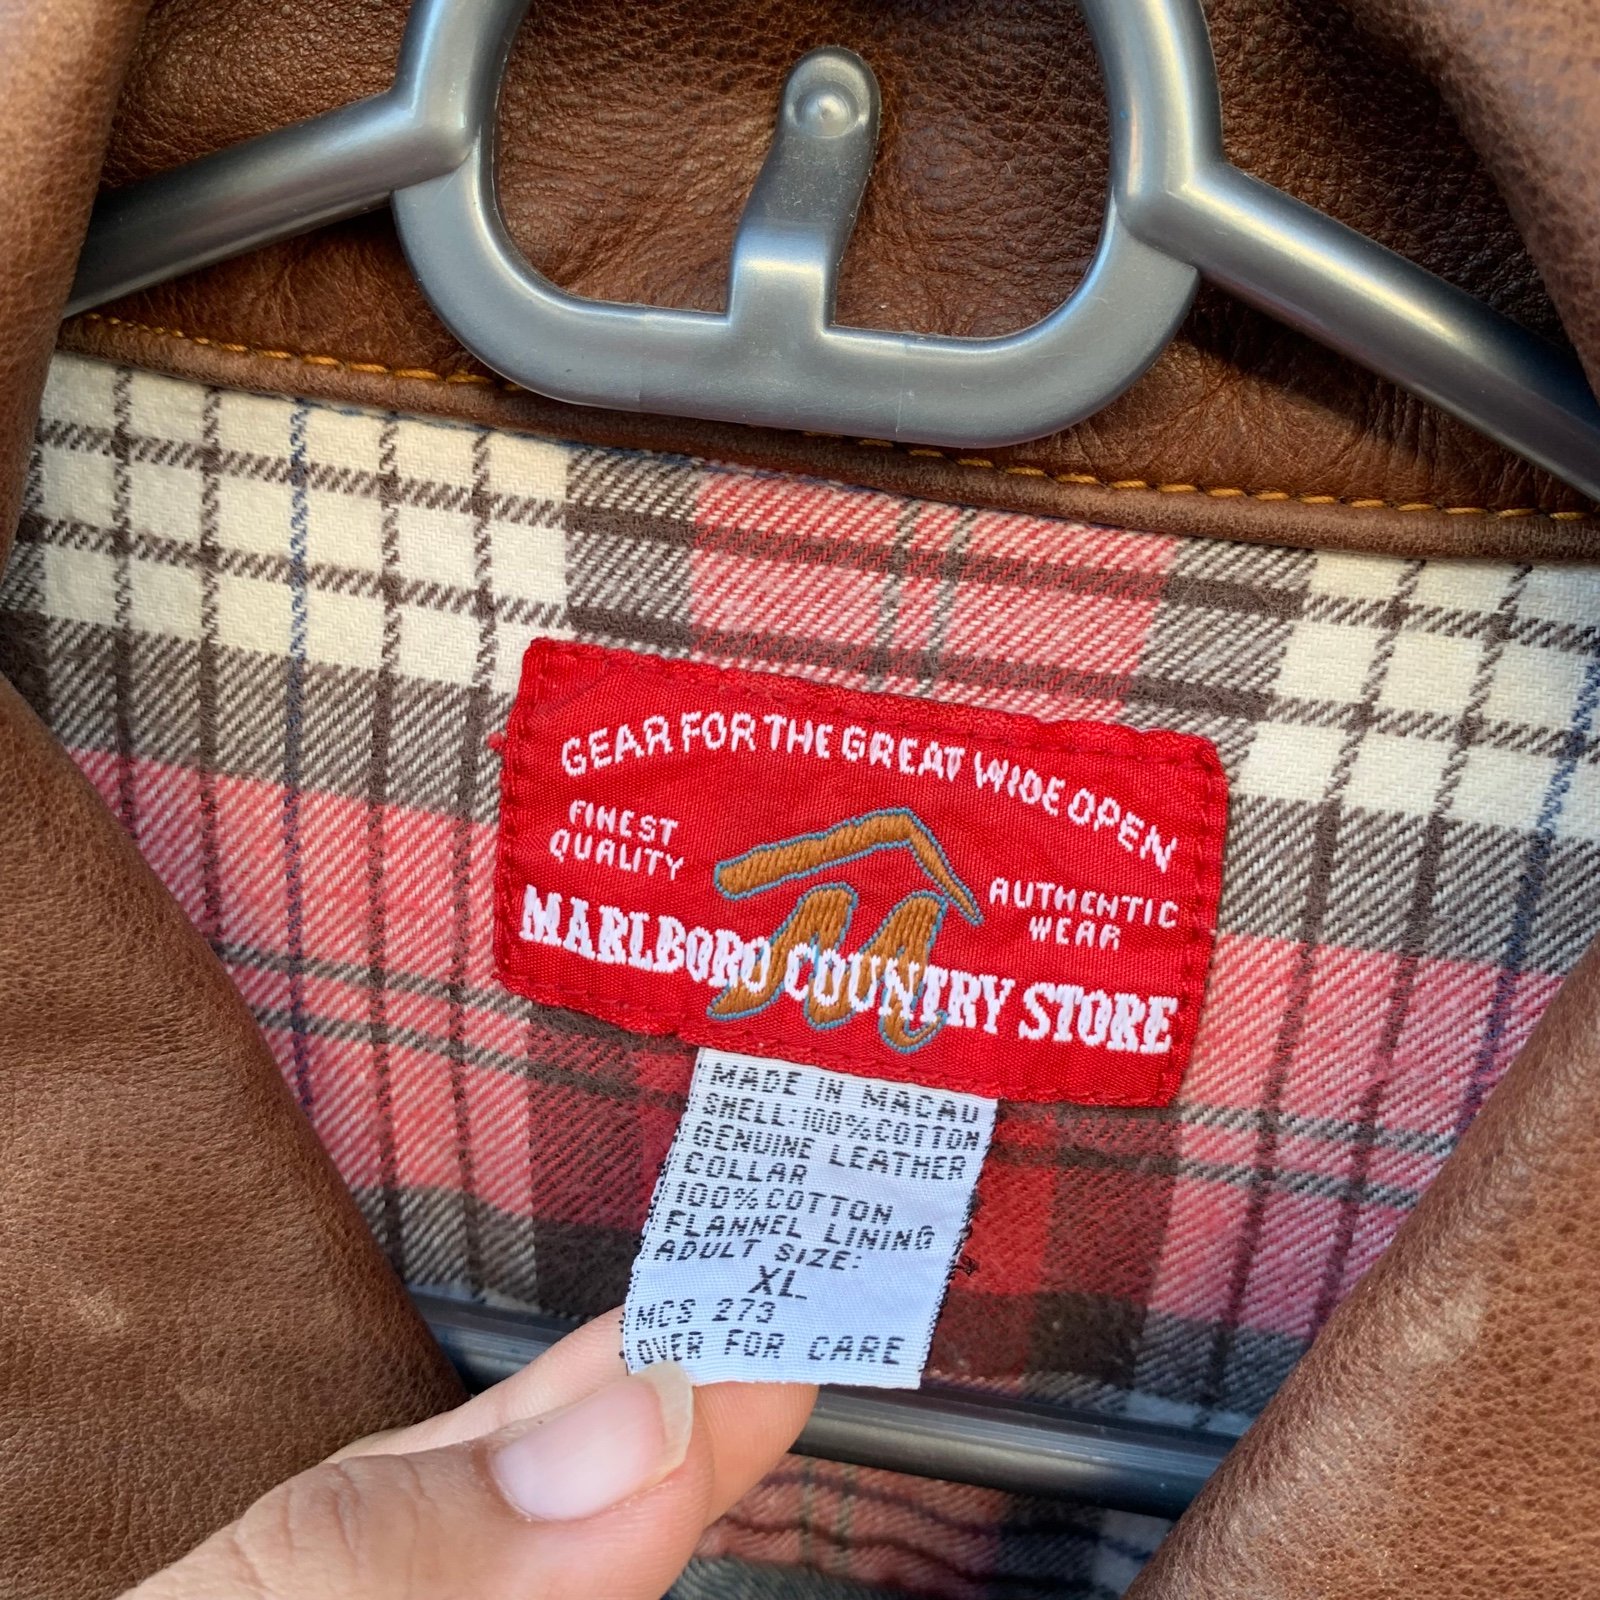 GEAR FOR THE GREAT WIDE OPEN
FINEST
QUALITY
AUTHENTIC
WEAR
MARLBORO COUNTRY STORE
MADE IN MACAU
SHELL: 100% COTTON
GENUINE LEATHER
COLLAR
100% COTTON
FLANNEL LINING
ADULT SIZE:
XL
MCS 273
OVER FOR CARE